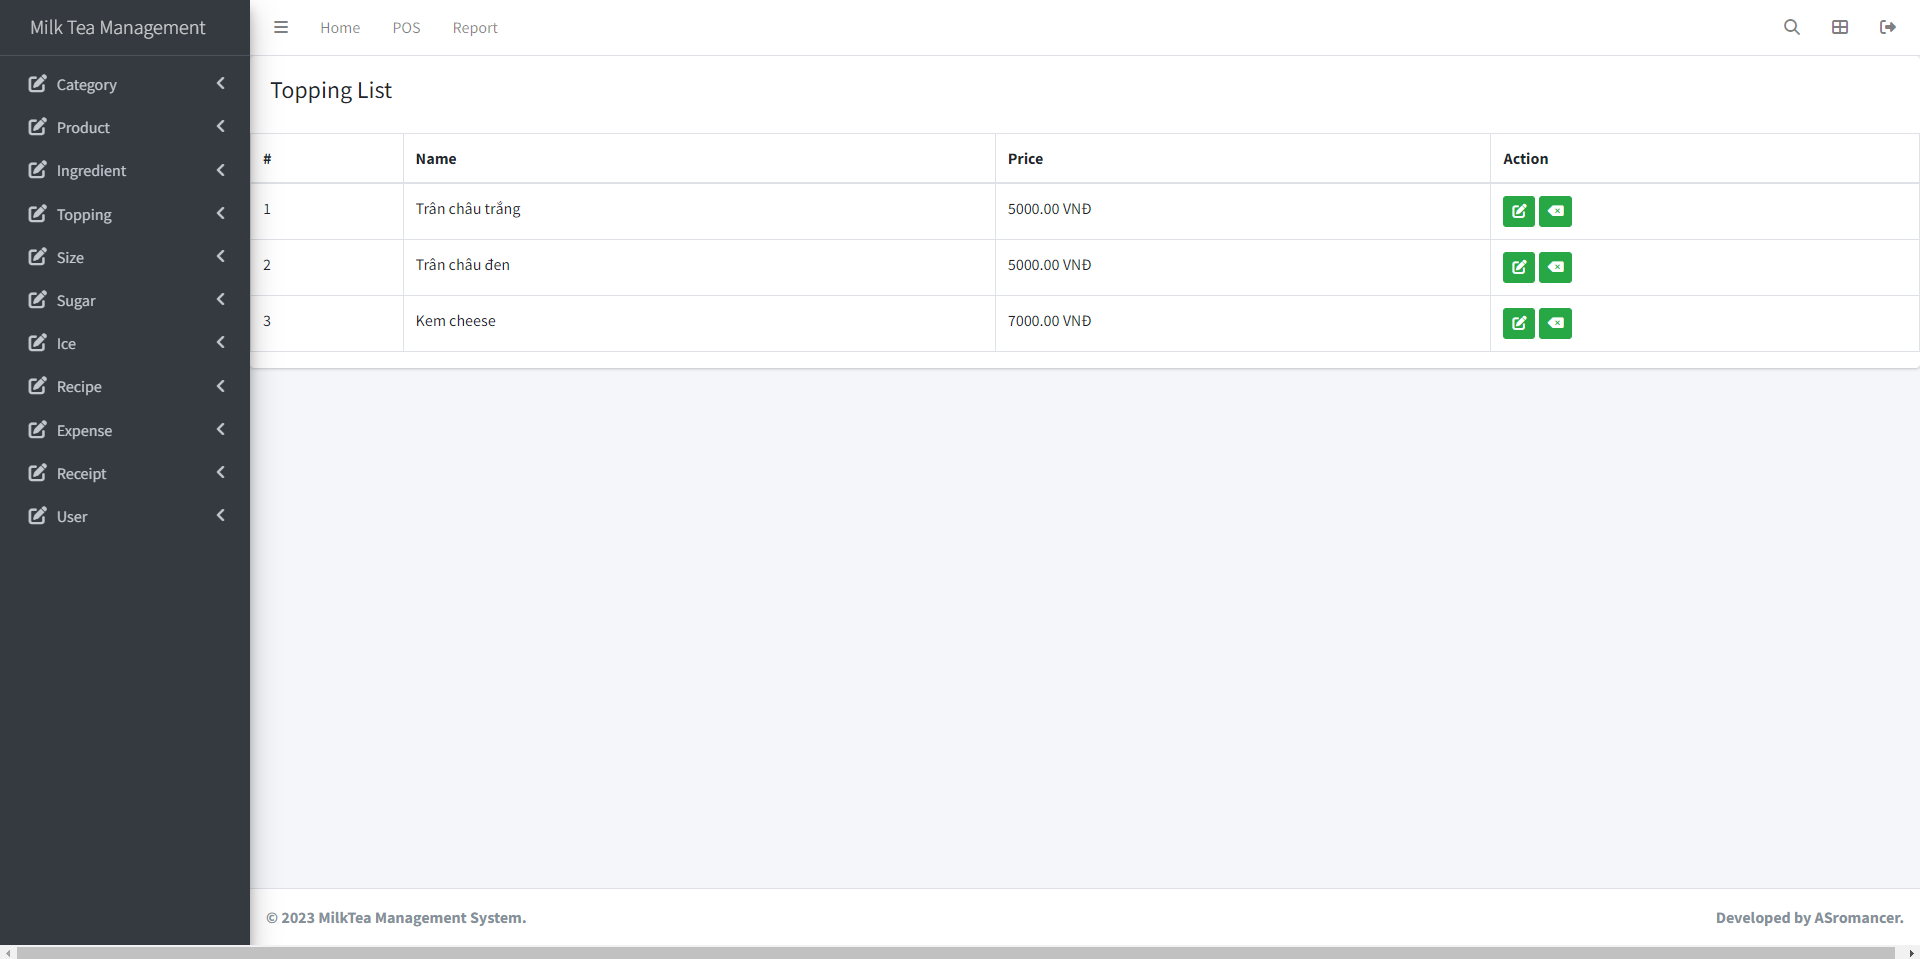 Milk Tea Management
Home POS Report
Category
Product
Ingredient
Topping
Size
Sugar
Ice
Recipe
Expense
Receipt
User
Topping List
# Name Price Action
1 Trân châu trắng 5000.00 VNĐ
2 Trân châu đen 5000.00 VNĐ
3 Kem cheese 7000.00 VNĐ
© 2023 MilkTea Management System. Developed by ASromancer.